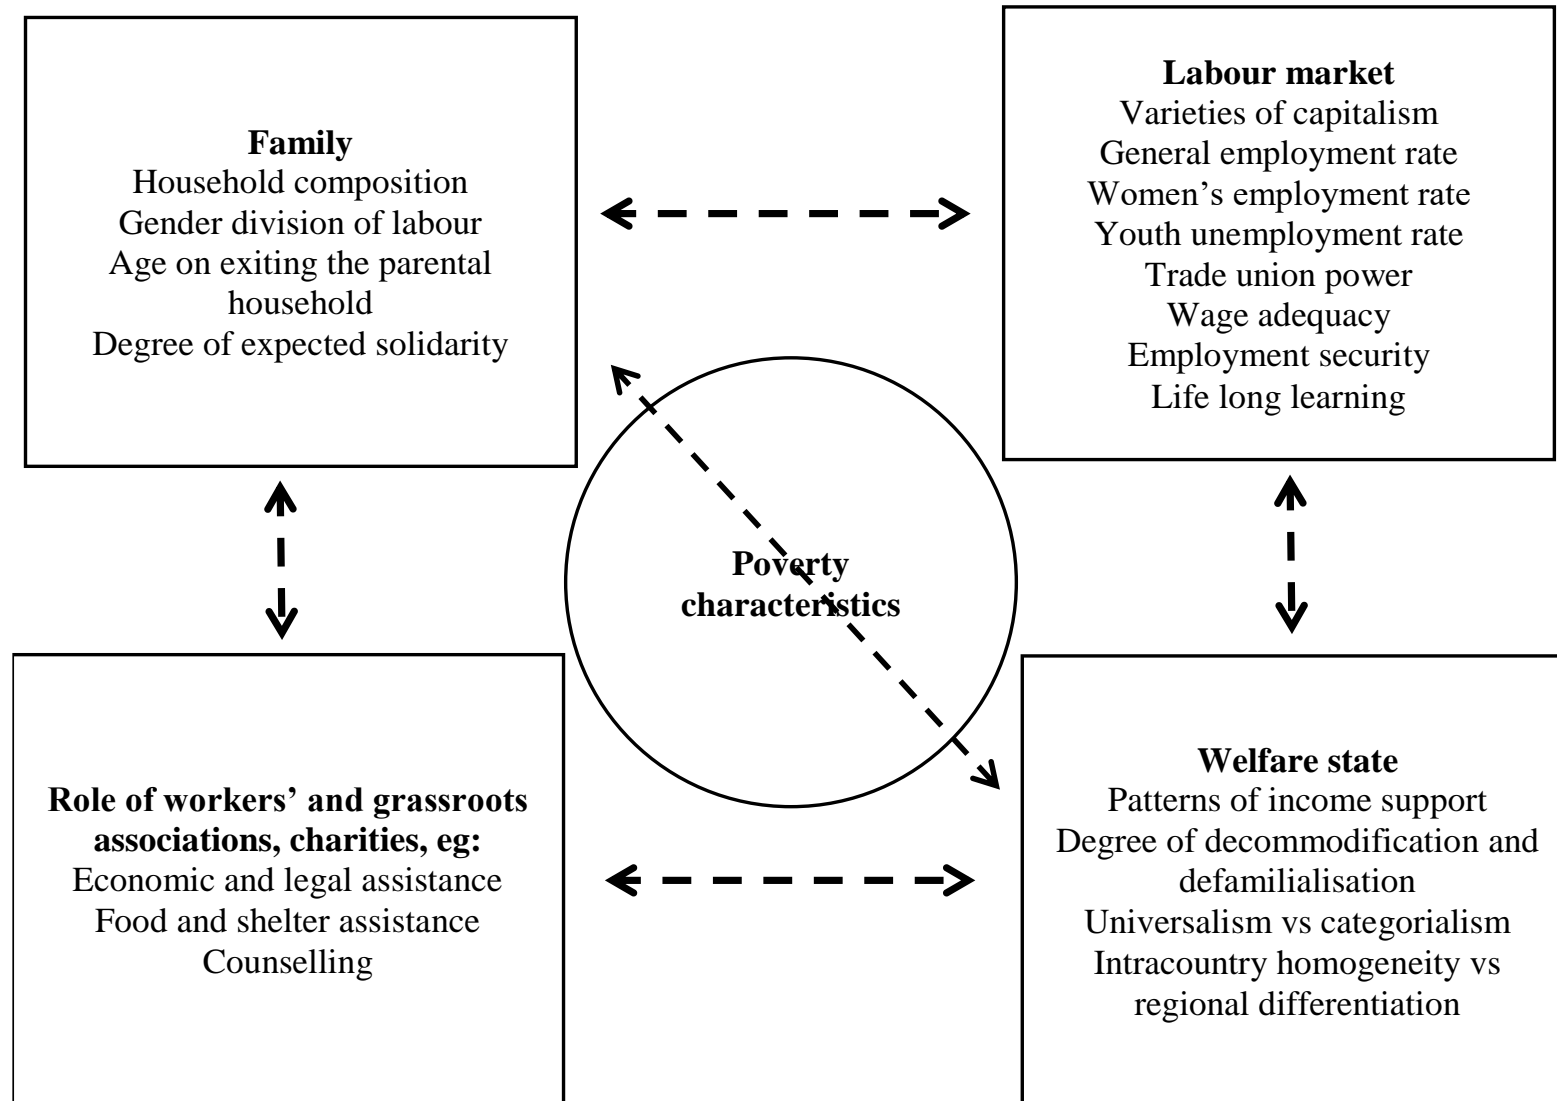 Family
Household composition
Gender division of labour
Age on exiting the parental
household
Degree of expected solidarity
Labour market
Varieties of capitalism
General employment rate
Women’s employment rate
Youth unemployment rate
Trade union power
Wage adequacy
Employment security
Life long learning
Poverty
characteristics
Role of workers’ and grassroots
associations, charities, eg:
Economic and legal assistance
Food and shelter assistance
Counselling
Welfare state
Patterns of income support
Degree of decommodification and
defamilialisation
Universalism vs categorialism
Intracountry homogeneity vs
regional differentiation